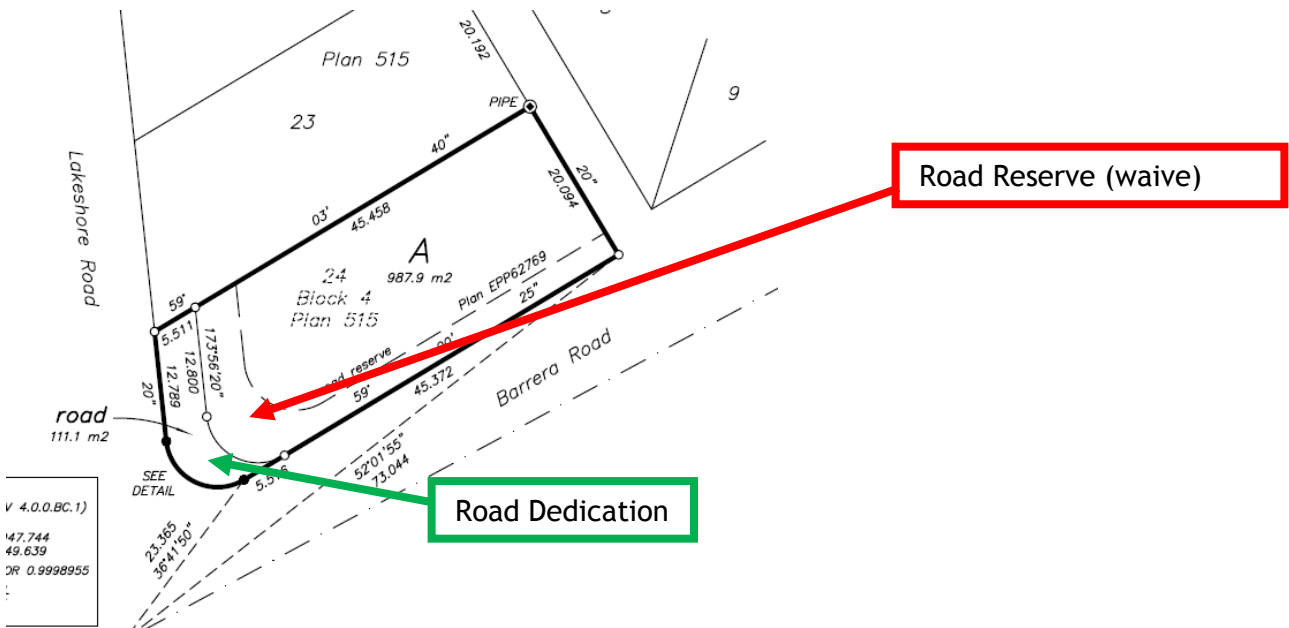 20.192
Plan 515
PIPE
23
9
40"
Lakeshore Road
20"
20.094
Road Reserve (waive)
03'
45.458
A
987.9 m2
24
Block 4
Plan 515
Plan EPP62769
25"
59°
5.511
173°56'20"
12.800
12.789
20"
reserve
59°
45.372
Barrera Road
road
111.1 m2
SEE
DETAIL
52°01'55"
73.044
Road Dedication
23.365
36°41'50"
4.0.0.BC.1)
47.744
49.639
OR 0.9998955